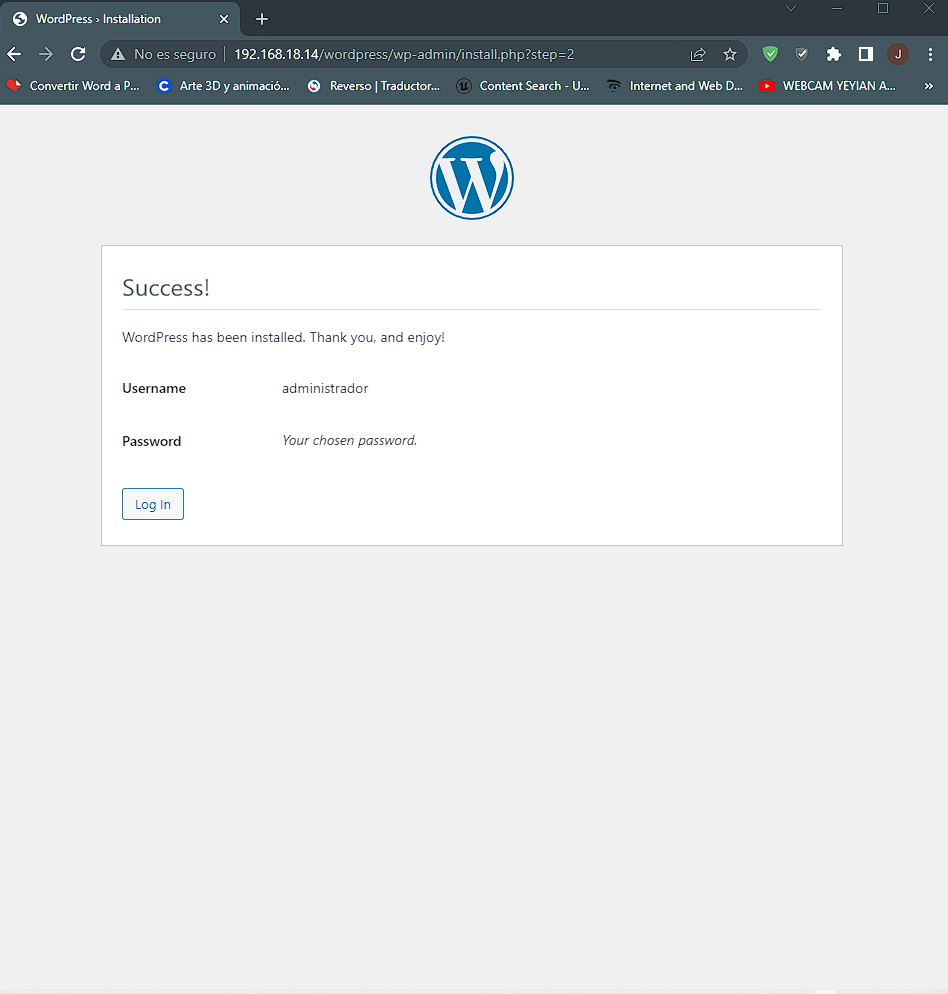 WordPress › Installation
No es seguro
192.168.18.14/wordpress/wp-admin/install.php?step=2
J
Convertir Word a P...
Arte 3D y animació...
Reverso | Traductor...
Content Search - U...
Internet and Web D...
WEBCAM YEYIAN A...
»
Success!
WordPress has been installed. Thank you, and enjoy!
Username administrador
Password Your chosen password.
Log In